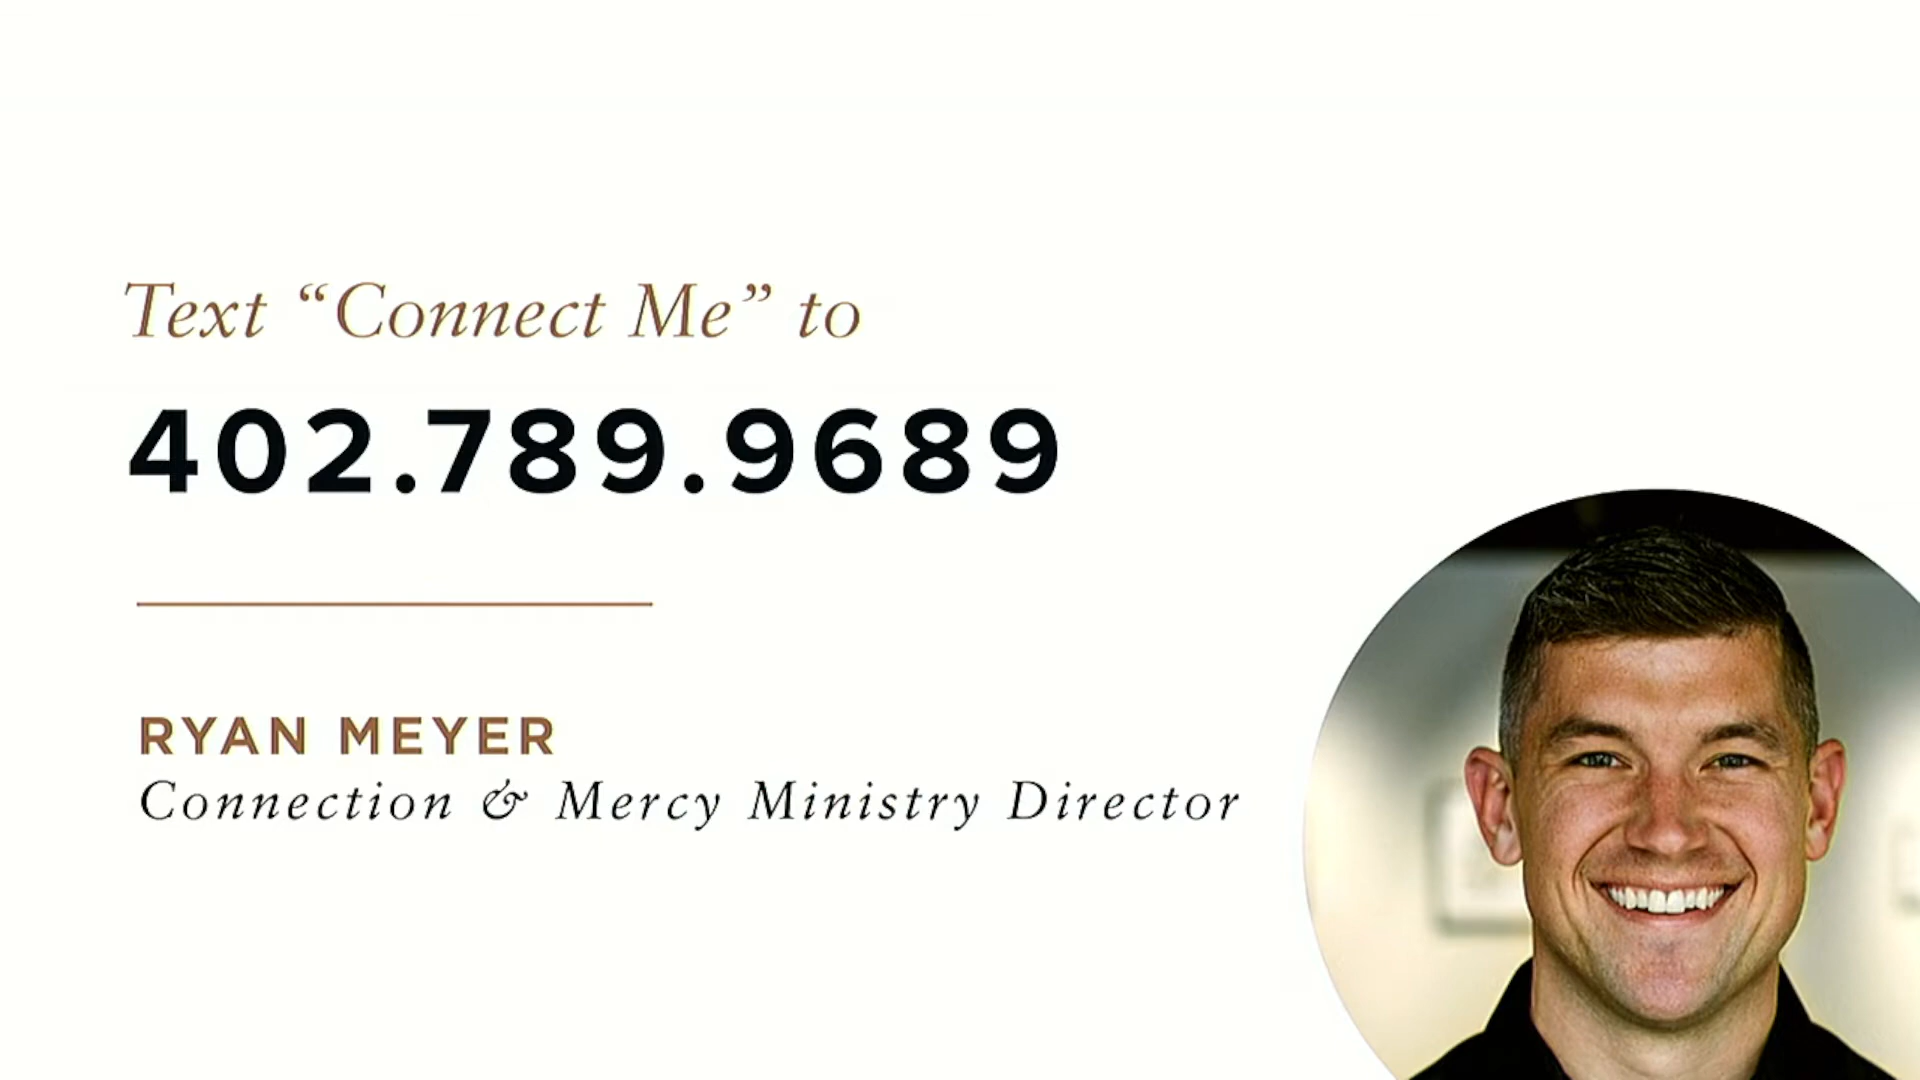 Text “Connect Me” to
402.789.9689
RYAN MEYER
Connection & Mercy Ministry Director